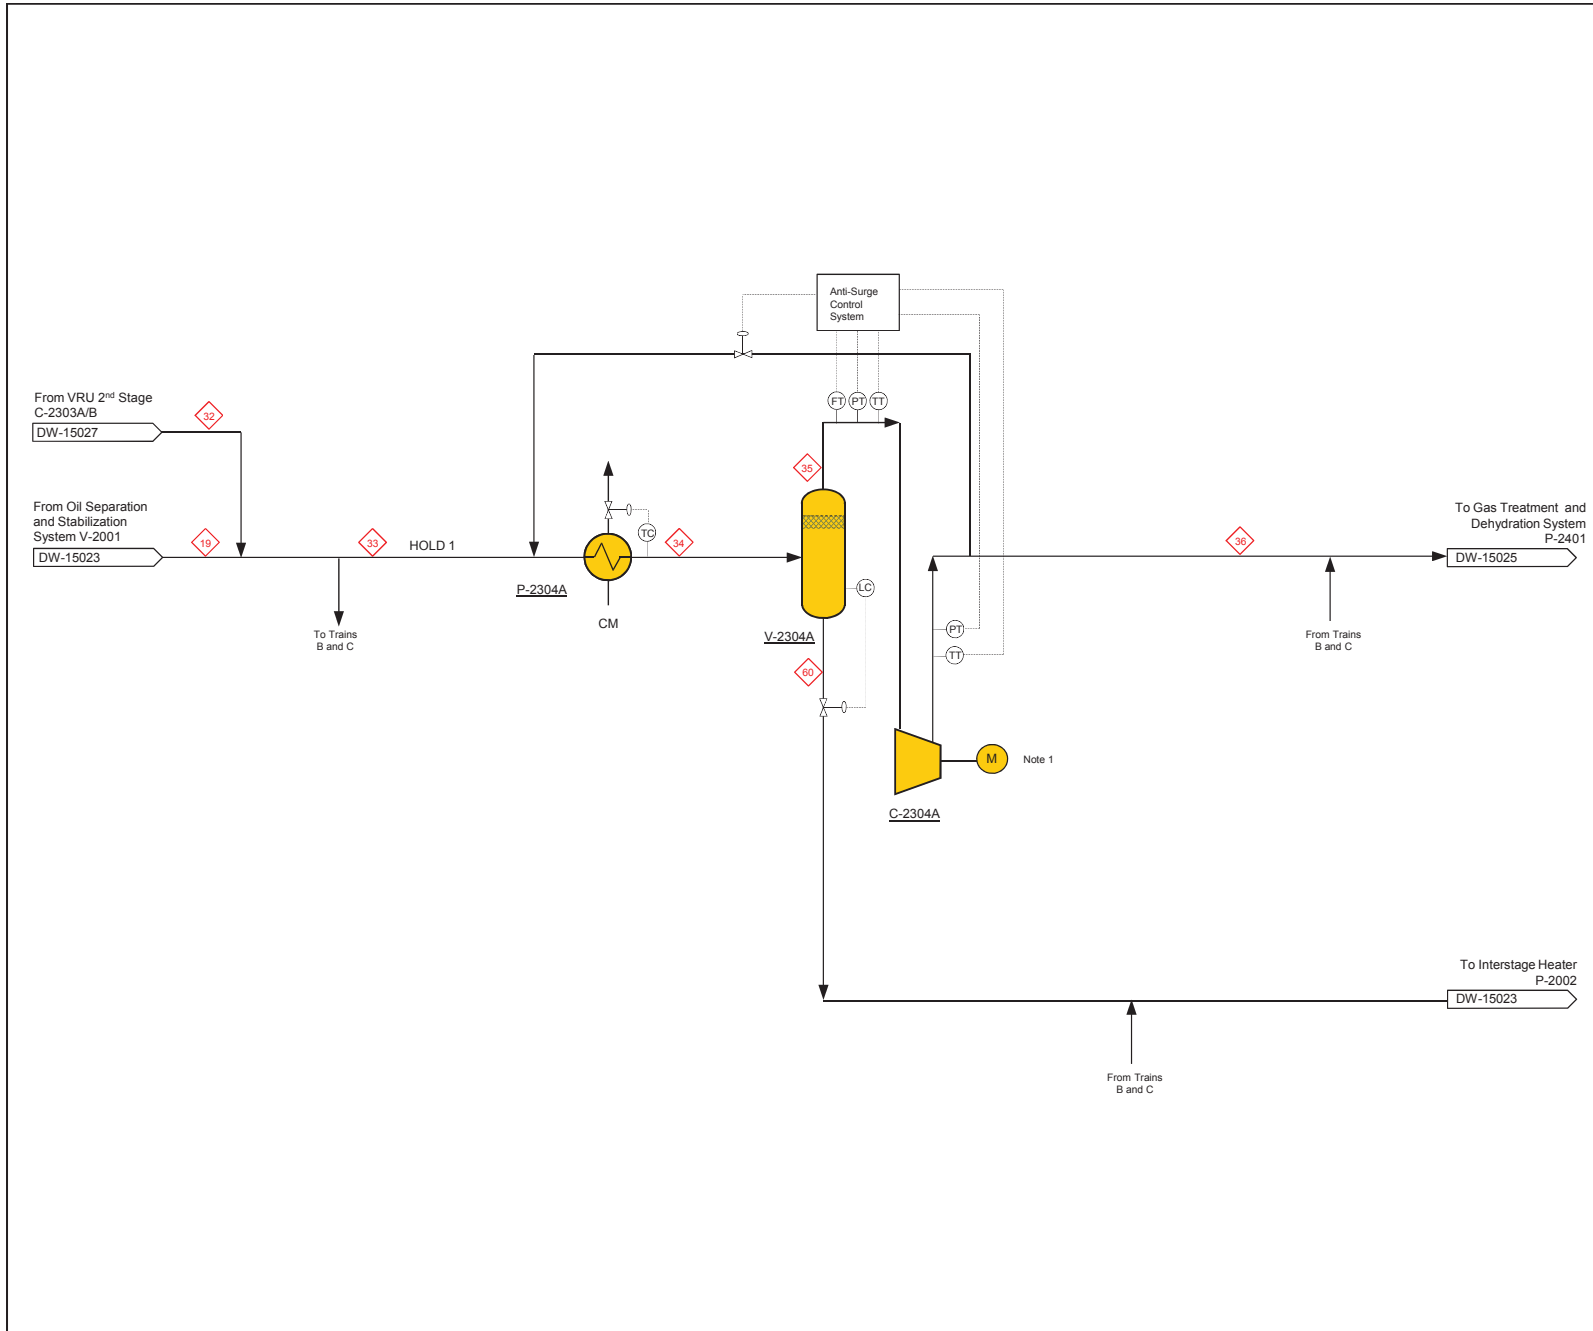 Anti-Surge
Control
System
FT
PT
TT
From VRU 2nd Stage
C-2303A/B
DW-15027
32
35
From Oil Separation
and Stabilization
System V-2001
DW-15023
19
33
HOLD 1
TC
34
To Gas Treatment and
Dehydration System
P-2401
DW-15025
36
P-2304A
CM
To Trains
B and C
LC
V-2304A
60
PT
TT
From Trains
B and C
M
Note 1
C-2304A
To Interstage Heater
P-2002
DW-15023
From Trains
B and C